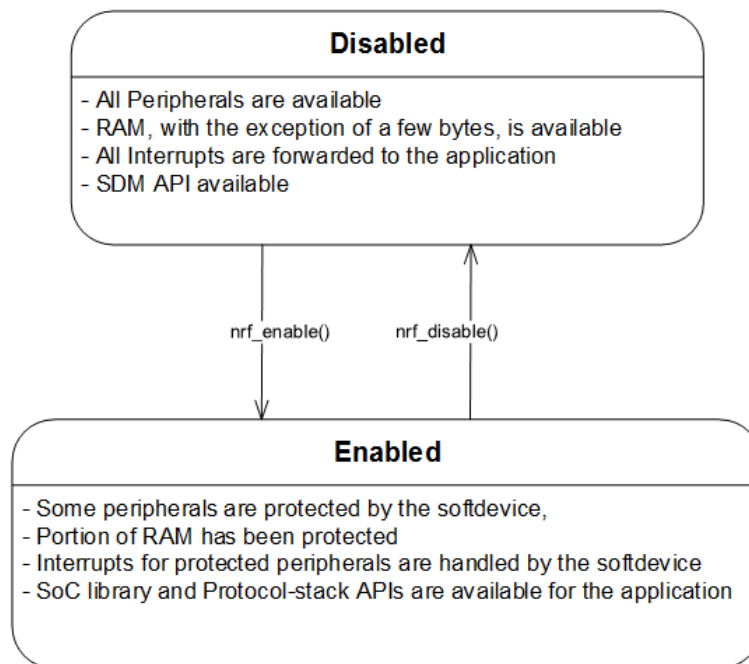 Disabled
- All Peripherals are available
- RAM, with the exception of a few bytes, is available
- All Interrupts are forwarded to the application
- SDM API available
nrf_enable()
nrf_disable()
Enabled
- Some peripherals are protected by the softdevice,
- Portion of RAM has been protected
- Interrupts for protected peripherals are handled by the softdevice
- SoC library and Protocol-stack APIs are available for the application